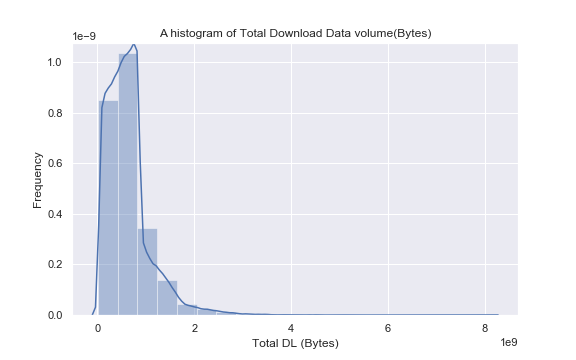 A histogram of Total Download Data volume(Bytes)
1e−9
1.0
0.8
0.6
0.4
0.2
0.0
Frequency
0 2 4 6 8
1e9
Total DL (Bytes)